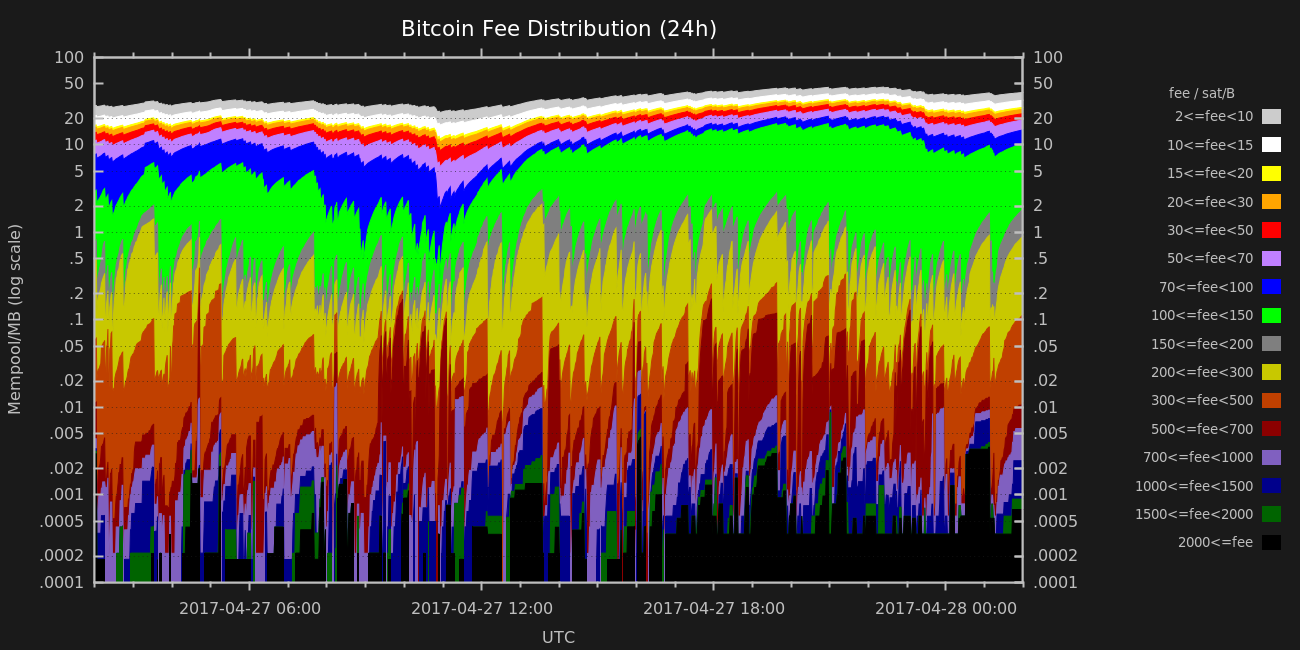 Bitcoin Fee Distribution (24h)
100
50
20
10
5
2
1
.5
.2
.1
.05
.02
.01
.005
.002
.001
.0005
.0002
.0001
Mempool/MB (log scale)
100
50
20
10
5
2
1
.5
.2
.1
.05
.02
.01
.005
.002
.001
.0005
.0002
.0001
2017-04-27 06:00
2017-04-27 12:00
2017-04-27 18:00
2017-04-28 00:00
UTC
fee / sat/B
2<=fee<10
10<=fee<15
15<=fee<20
20<=fee<30
30<=fee<50
50<=fee<70
70<=fee<100
100<=fee<150
150<=fee<200
200<=fee<300
300<=fee<500
500<=fee<700
700<=fee<1000
1000<=fee<1500
1500<=fee<2000
2000<=fee